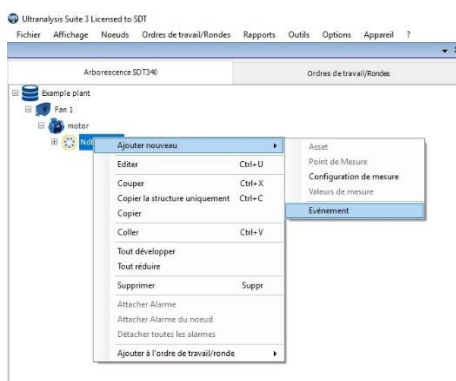 Ultranalysis Suite 3 Licensed to SDT
Fichier Affichage Noeuds Ordres de travail/Rondes Rapports Outils Options Appareil ?
Arborescence SDT340 Ordres de travail/Rondes
Example plant
Fan 1
motor
Ajouter nouveau
Editer Ctrl+U
Couper Ctrl+X
Copier la structure uniquement Ctrl+C
Copier
Coller Ctrl+V
Tout développer
Tout réduire
Supprimer Suppr
Attacher Alarme
Attacher Alarme du noeud
Détacher toutes les alarmes
Ajouter à l'ordre de travail/ronde
Asset
Point de Mesure
Configuration de mesure
Valeurs de mesure
Evénement